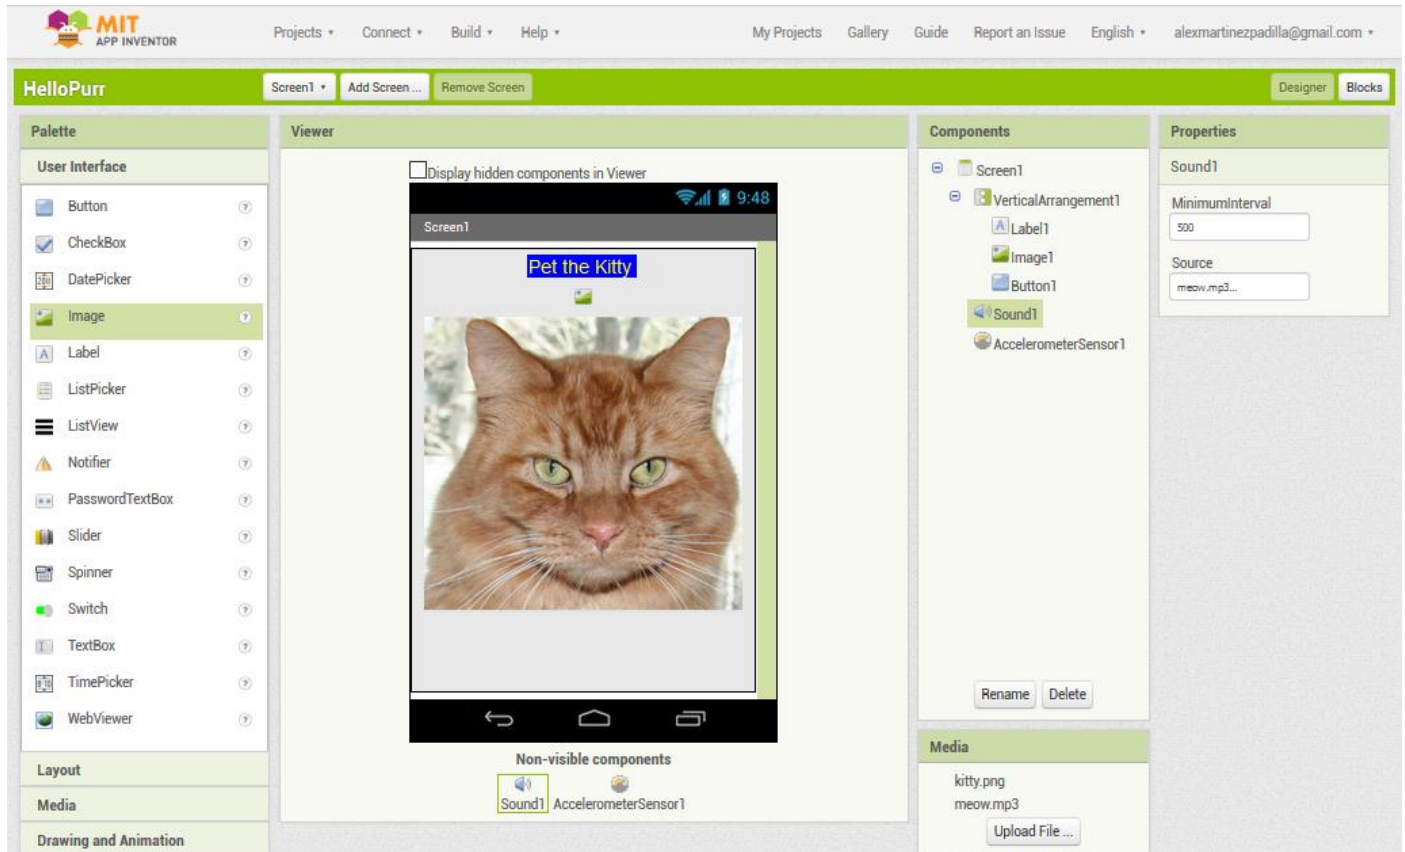 MIT
APP INVENTOR
Projects Connect Build Help My Projects Gallery Guide Report an Issue English alexmartinezpadilla@gmail.com
HelloPurr Screen1 Add Screen ... Remove Screen Designer Blocks
Palette
User Interface
Button ?
CheckBox ?
DatePicker ?
Image ?
Label ?
ListPicker ?
ListView ?
Notifier ?
PasswordTextBox ?
Slider ?
Spinner ?
Switch ?
TextBox ?
TimePicker ?
WebViewer ?
Layout
Media
Drawing and Animation
Viewer
Display hidden components in Viewer
9:48
Screen1
Pet the Kitty
Non-visible components
Sound1 AccelerometerSensor1
Components
Screen1
VerticalArrangement1
A Label1
Image1
Button1
Sound1
AccelerometerSensor1
Rename Delete
Media
kitty.png
meow.mp3
Upload File ...
Properties
Sound1
MinimumInterval
500
Source
meow.mp3...